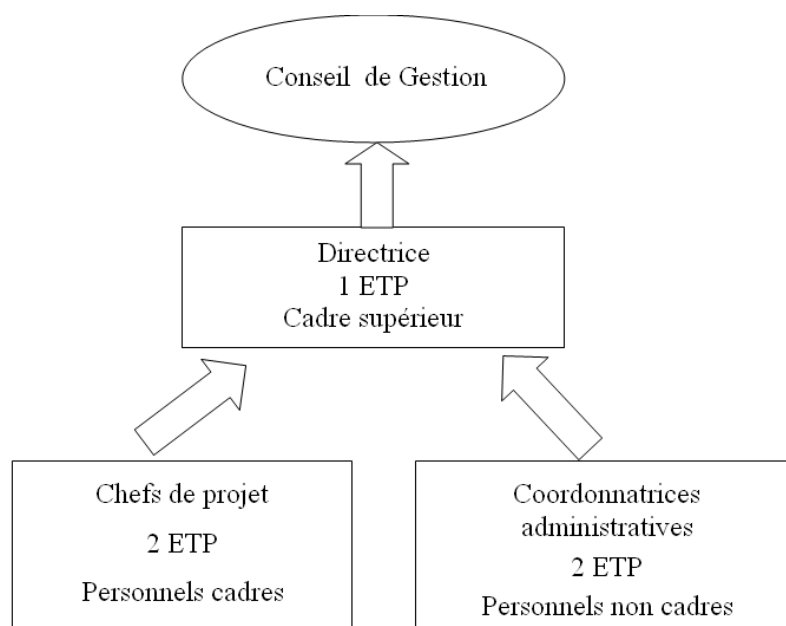 Conseil de Gestion
Directrice
1 ETP
Cadre supérieur
Chefs de projet
2 ETP
Personnels cadres
Coordonnatrices
administratives
2 ETP
Personnels non cadres